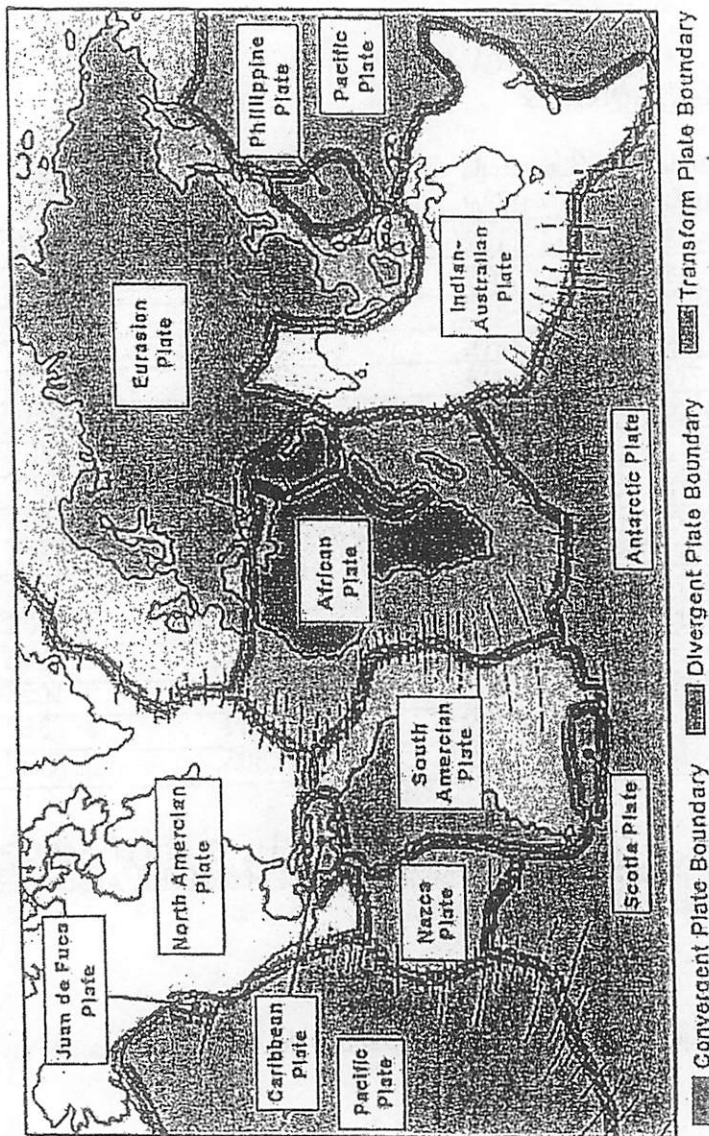 Juan de Fuca
Plate
North Amercian
Plate
Caribbean
Plate
Pacific
Plate
Nazca
Plate
South
Amercian
Plate
Scotia Plate
African
Plate
Eurasian
Plate
Antarctic Plate
Indian-
Australian
Plate
Phillippine
Plate
Pacific
Plate
Convergent Plate Boundary
Divergent Plate Boundary
Transform Plate Boundary